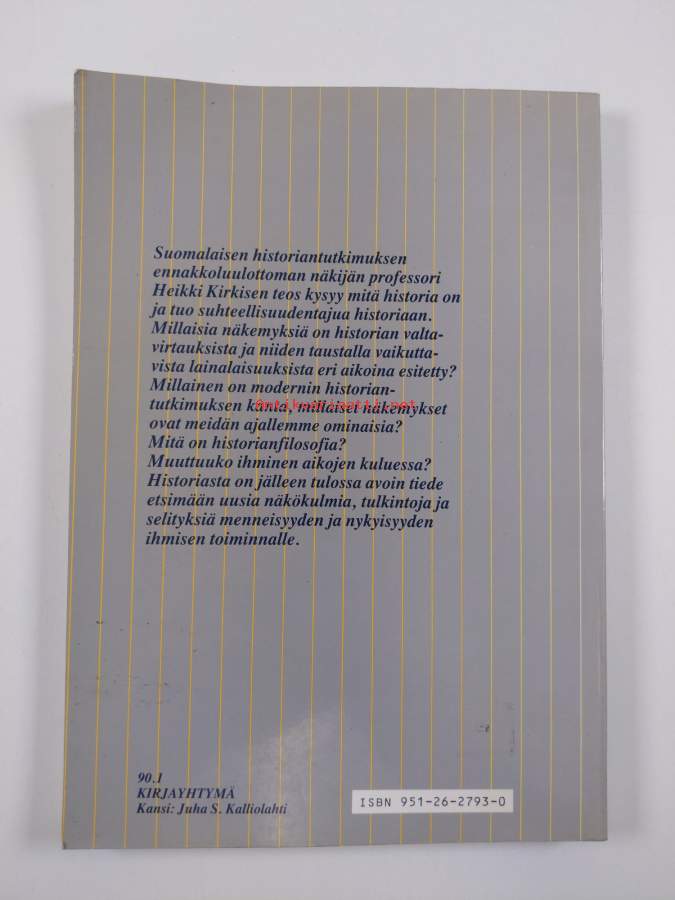 Suomalaisen historiantutkimuksen
ennakkoluulottoman näkijän professori
Heikki Kirkisen teos kysyy mitä historia on
ja tuo suhteellisuudentajua historiaan.
Millaisia näkemyksiä on historian valta-
virtauksista ja niiden taustalla vaikutta-
vista lainalaisuuksista eri aikoina esitetty?
Millainen on modernin historian-
tutkimuksen kanta, millaiset näkemykset
ovat meidän ajallemme ominaisia?
Mitä on historianfilosofia?
Muuttuuko ihminen aikojen kuluessa?
Historiasta on jälleen tulossa avoin tiede
etsimään uusia näkökulmia, tulkintoja ja
selityksiä menneisyyden ja nykyisyyden
ihmisen toiminnalle.
Antikvariaatti.net
90.1
KIRJAYHTYMÄ
Kansi: Juha S. Kalliolahti
ISBN 951-26-2793-0